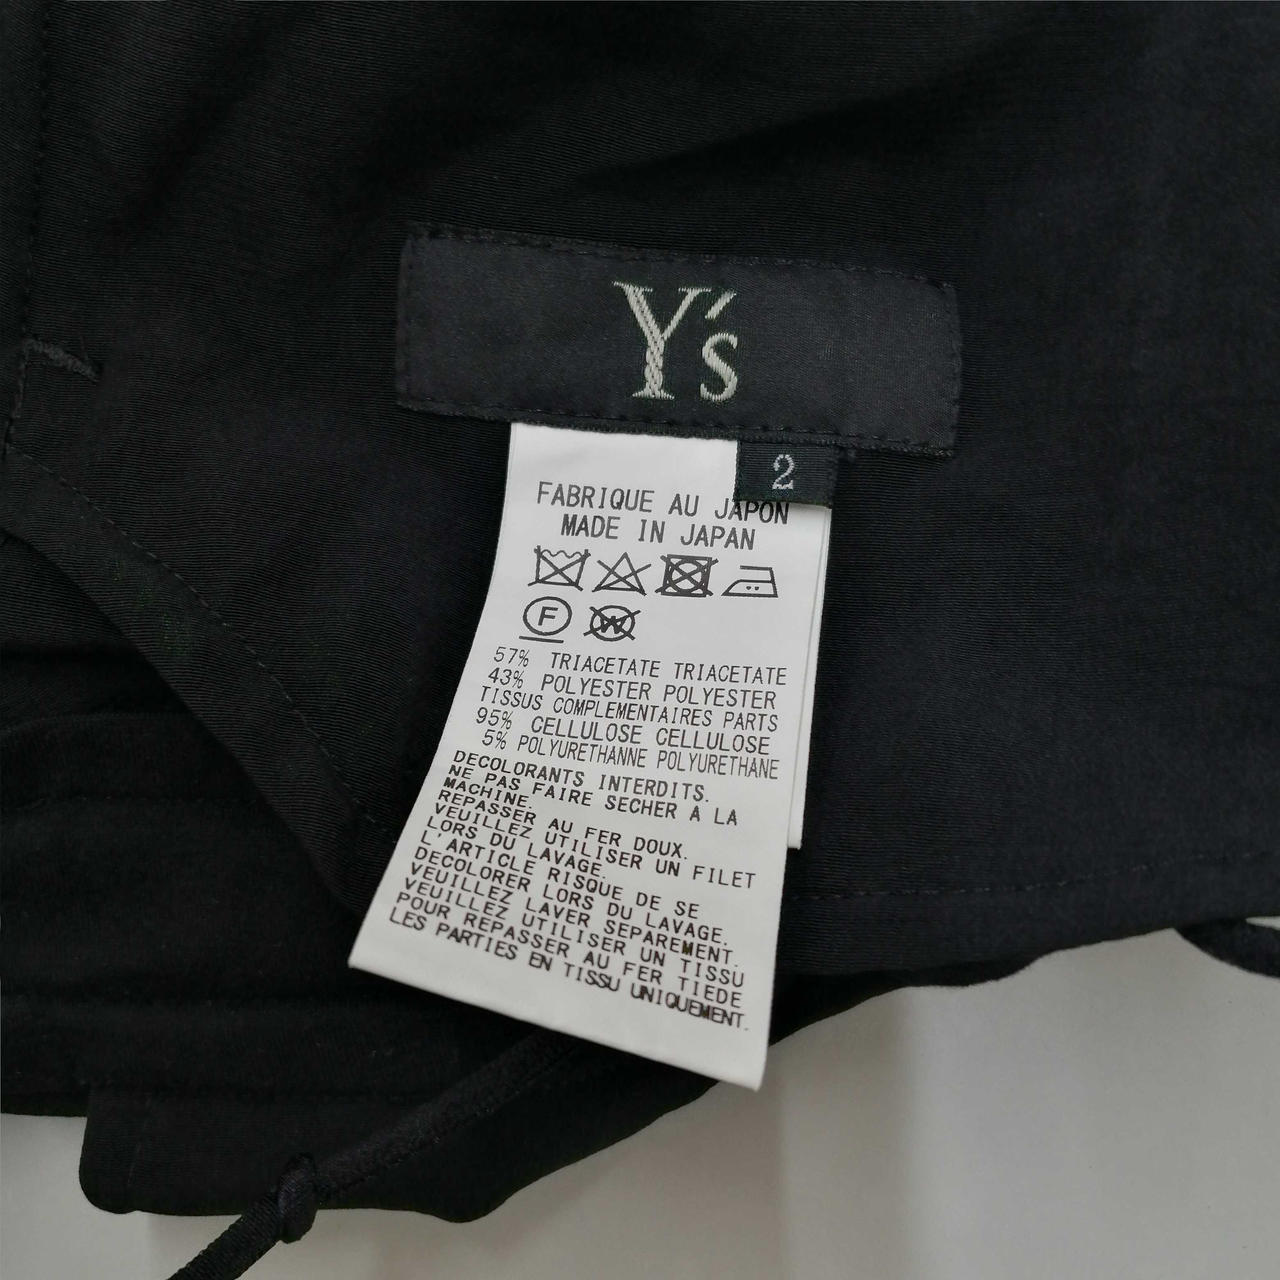 Y's
2
FABRIQUE AU JAPON
MADE IN JAPAN
F
W
57% TRIACETATE TRIACETATE
43% POLYESTER POLYESTER
TISSUS COMPLEMENTAIRES PARTS
95% CELLULOSE CELLULOSE
5% POLYURETHANNE POLYURETHANE
DECOLORANTS INTERDITS.
NE PAS FAIRE SECHER A LA
MACHINE.
REPASSER AU FER DOUX.
VEUILLEZ UTILISER UN FILET
LORS DU LAVAGE.
L'ARTICLE RISQUE DE SE
DECOLORER LORS DU LAVAGE.
VEUILLEZ LAVER SEPAREMENT.
VEUILLEZ UTILISER UN TISSU
POUR REPASSER AU FER TIEDE
LES PARTIES EN TISSU UNIQUEMENT.